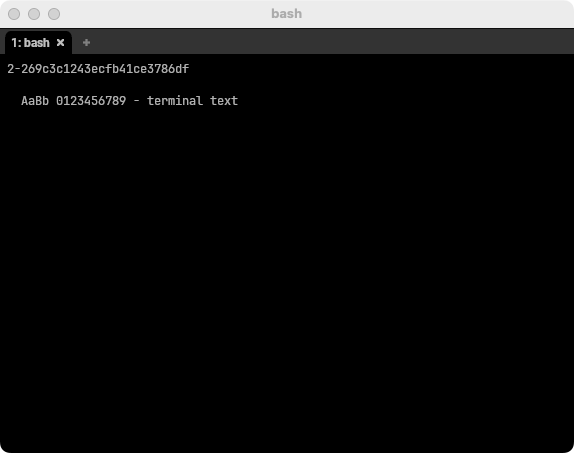 bash
1: bash × +
2-269c3c1243ecfb41ce3786df
AaBb 0123456789 - terminal text